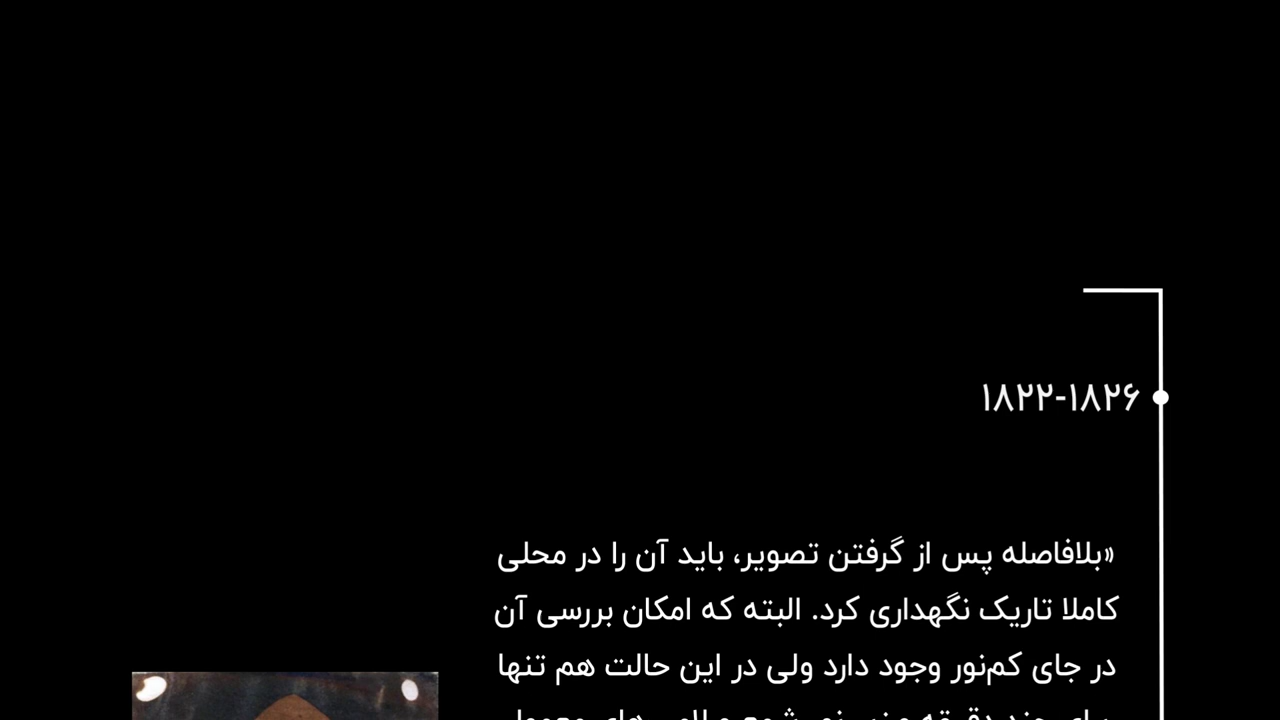 ۱۸۲۲-۱۸۲۶
«بلافاصله پس از گرفتن تصویر، باید آن را در محلی
کاملا تاریک نگهداری کرد. البته که امکان بررسی آن
در جای کم‌نور وجود دارد ولی در این حالت هم تنها